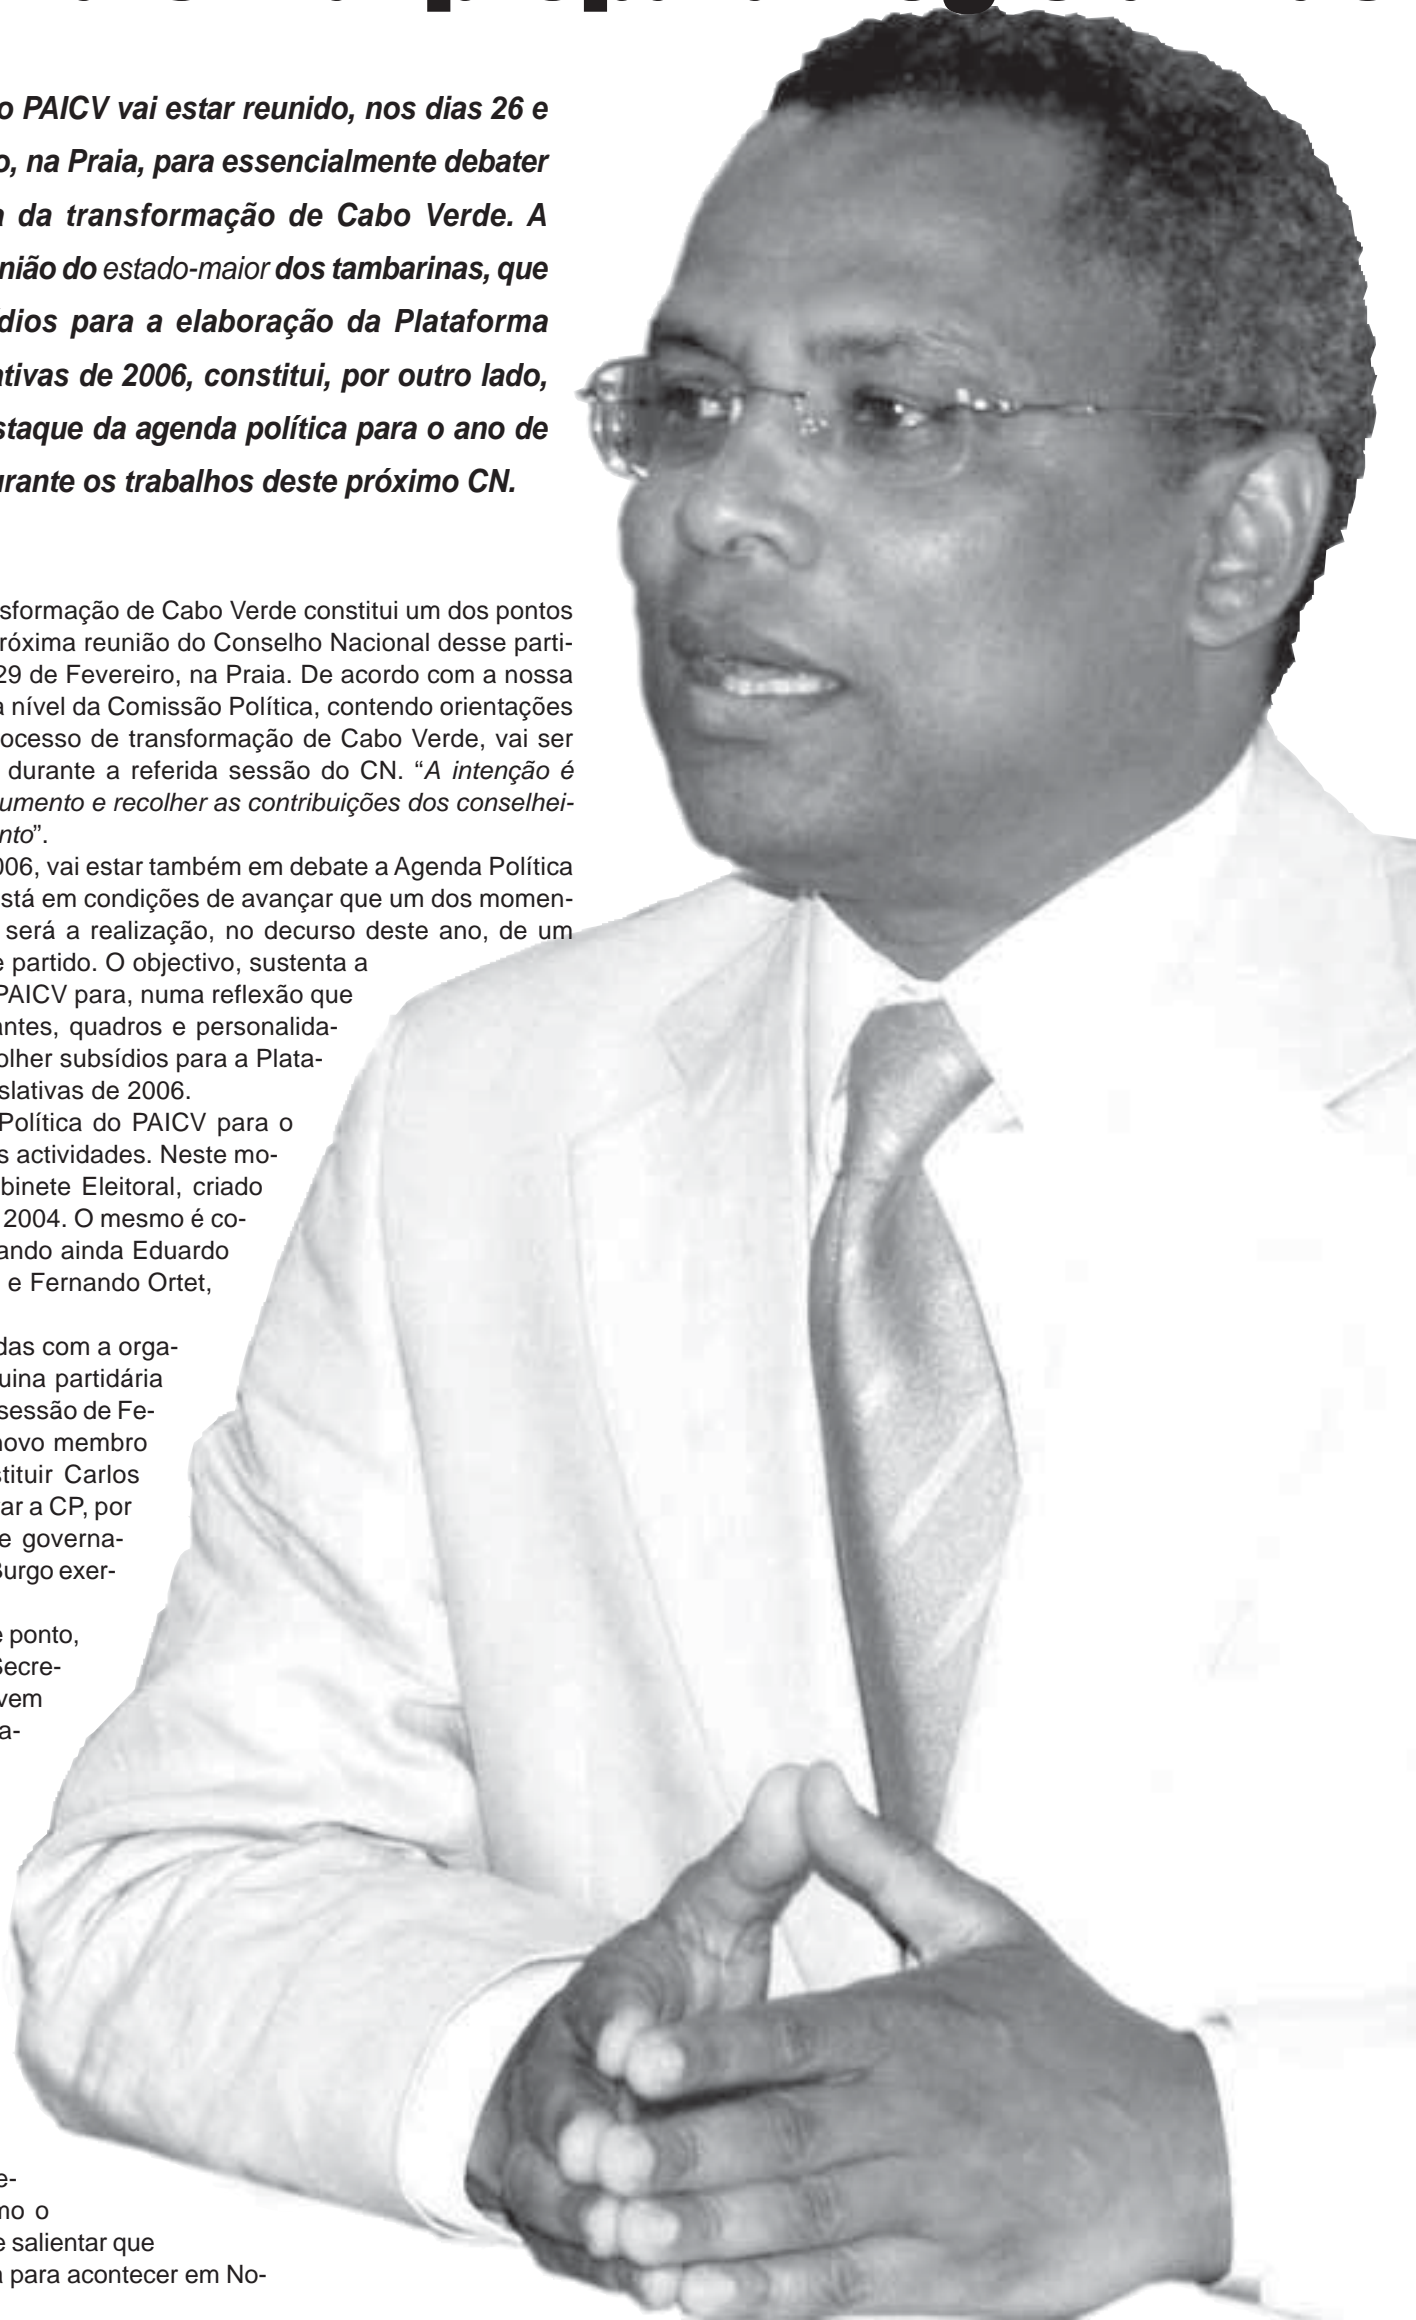 o PAICV vai estar reunido, nos dias 26 e
o, na Praia, para essencialmente debater
a da transformação de Cabo Verde. A
nião do estado-maior dos tambarinas, que
dios para a elaboração da Plataforma
ativas de 2006, constitui, por outro lado,
staque da agenda política para o ano de
urante os trabalhos deste próximo CN.
sformação de Cabo Verde constitui um dos pontos
róxima reunião do Conselho Nacional desse parti-
29 de Fevereiro, na Praia. De acordo com a nossa
a nível da Comissão Política, contendo orientações
ocesso de transformação de Cabo Verde, vai ser
durante a referida sessão do CN. “A intenção é
umento e recolher as contribuições dos conselhei-
nto”.
006, vai estar também em debate a Agenda Política
stá em condições de avançar que um dos momen-
será a realização, no decurso deste ano, de um
e partido. O objectivo, sustenta a
PAICV para, numa reflexão que
antes, quadros e personalida-
olher subsídios para a Plata-
slativas de 2006.
Política do PAICV para o
s actividades. Neste mo-
binete Eleitoral, criado
2004. O mesmo é co-
ando ainda Eduardo
e Fernando Ortet,
das com a orga-
uina partidária
sessão de Fe-
novo membro
stituir Carlos
ar a CP, por
e governa-
Burgo exer-
e ponto,
Secre-
vem
a-
e-
no o
e salientar que
a para acontecer em No-